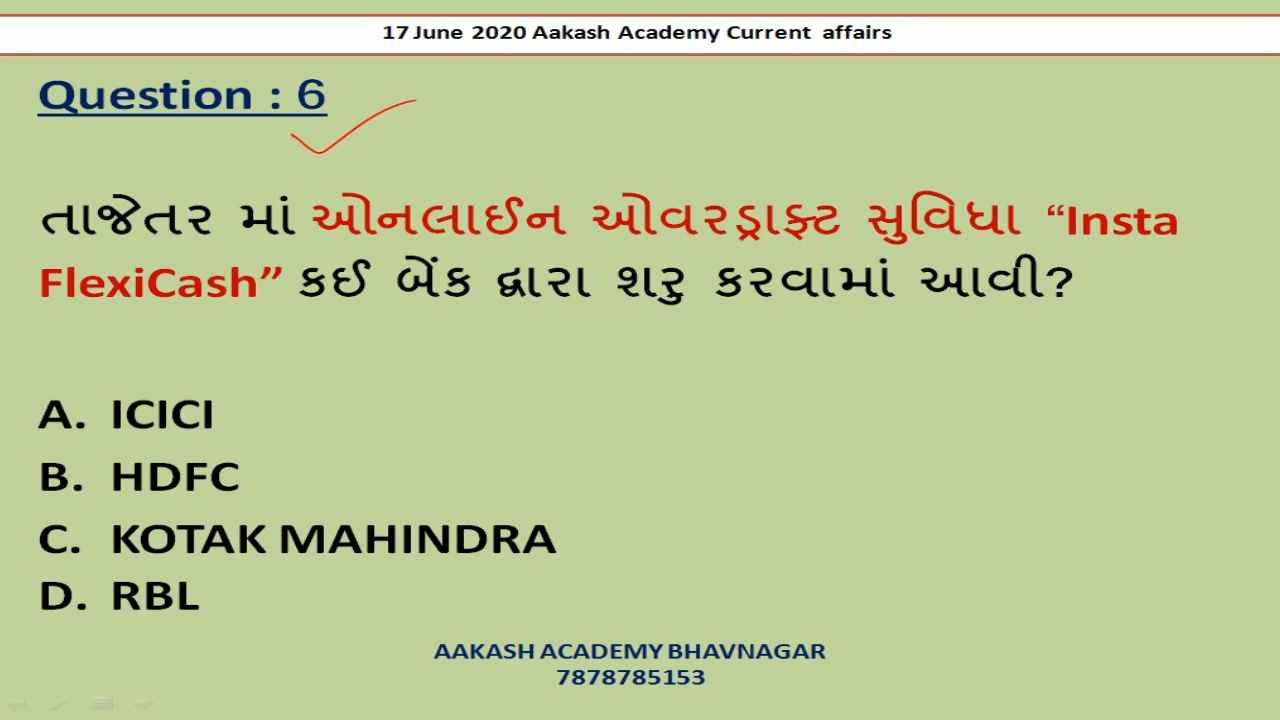 17 June 2020 Aakash Academy Current affairs
Question : 6
તાજેતર માં ઓનલાઈન ઓવરડ્રાફ્ટ સુવિધા “Insta
FlexiCash” કઈ બેંક દ્વારા શરુ કરવામાં આવી?
A. ICICI
B. HDFC
C. KOTAK MAHINDRA
D. RBL
AAKASH ACADEMY BHAVNAGAR
7878785153